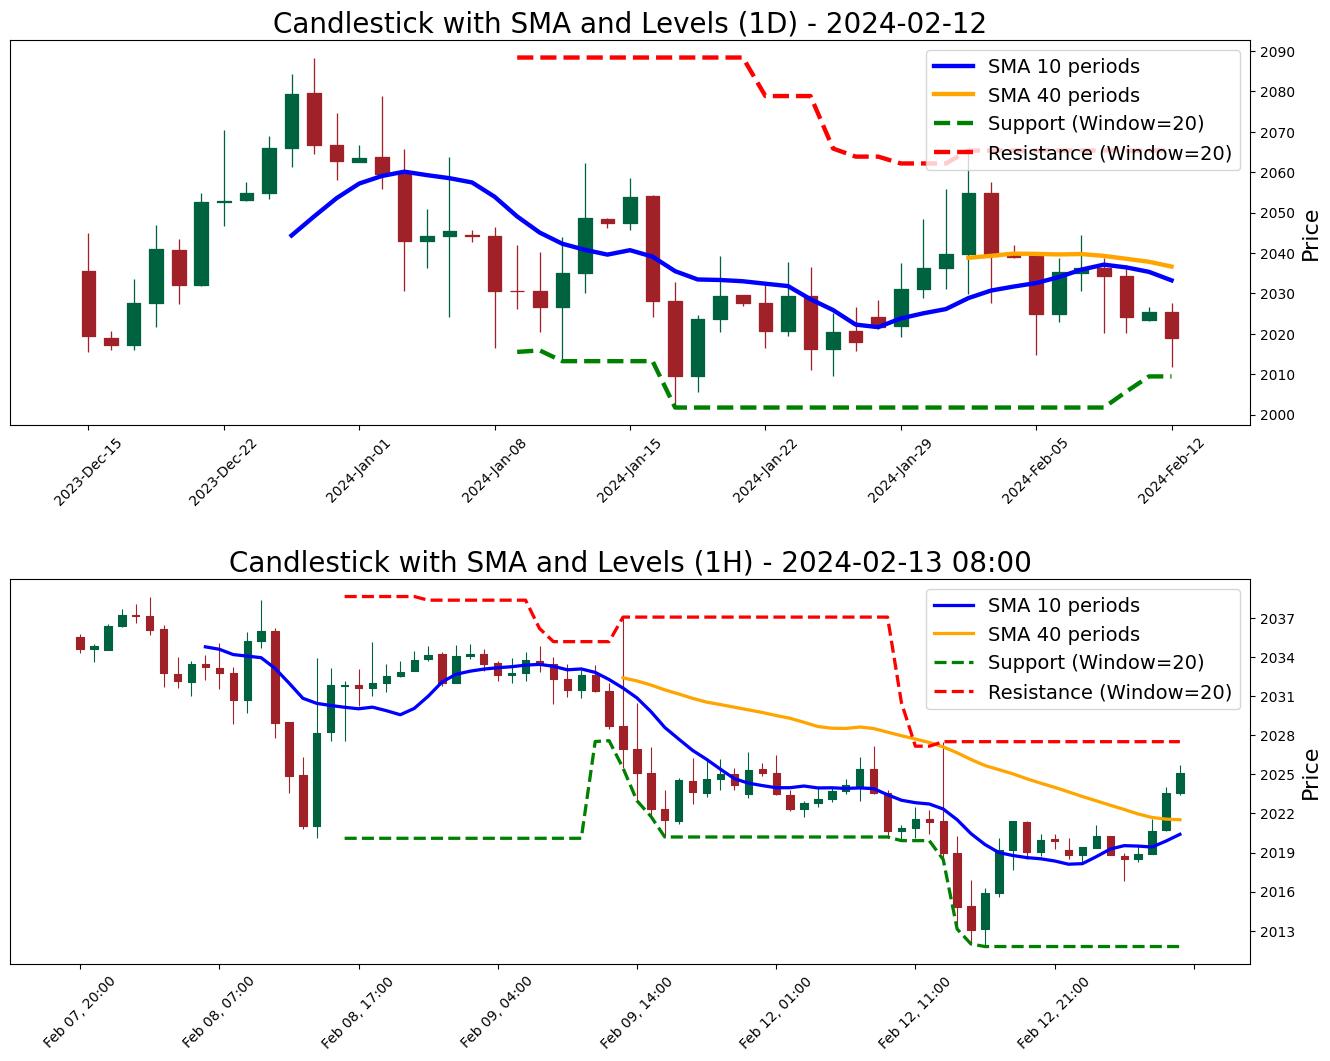 Candlestick with SMA and Levels (1D) - 2024-02-12
SMA 10 periods
SMA 40 periods
Support (Window=20)
Resistance (Window=20)
2090
2080
2070
2060
2050
2040
2030
2020
2010
2000
Price
2023-Dec-15
2023-Dec-22
2024-Jan-01
2024-Jan-08
2024-Jan-15
2024-Jan-22
2024-Jan-29
2024-Feb-05
2024-Feb-12
Candlestick with SMA and Levels (1H) - 2024-02-13 08:00
SMA 10 periods
SMA 40 periods
Support (Window=20)
Resistance (Window=20)
2037
2034
2031
2028
2025
2022
2019
2016
2013
Price
Feb 07, 20:00
Feb 08, 07:00
Feb 08, 17:00
Feb 09, 04:00
Feb 09, 14:00
Feb 12, 01:00
Feb 12, 11:00
Feb 12, 21:00